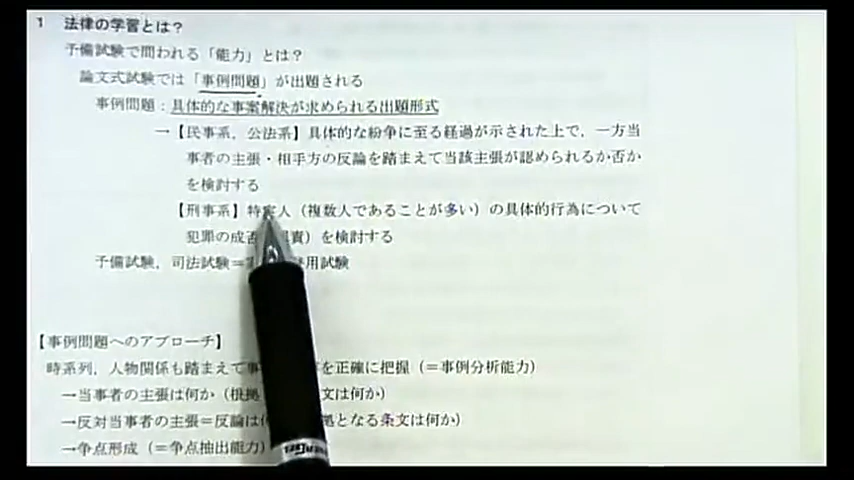 1 法律の学習とは?
予備試験で問われる「能力」とは?
論文式試験では「事例問題」が出題される
事例問題:具体的な事案解決が求められる出題形式
→【民事系,公法系】具体的な紛争に至る経過が示された上で,一方当
事者の主張・相手方の反論を踏まえて当該主張が認められるか否か
を検討する
【刑事系】特定人(複数人であることが多い)の具体的行為について
犯罪の成否 責)を検討する
予備試験,司法試験= 用試験
【事例問題へのアプローチ】
時系列,人物関係も踏まえて事 を正確に把握(=事例分析能力)
→当事者の主張は何か(根拠 文は何か)
→反対当事者の主張=反論は 拠となる条文は何か)
→争点形成(=争点抽出能力)